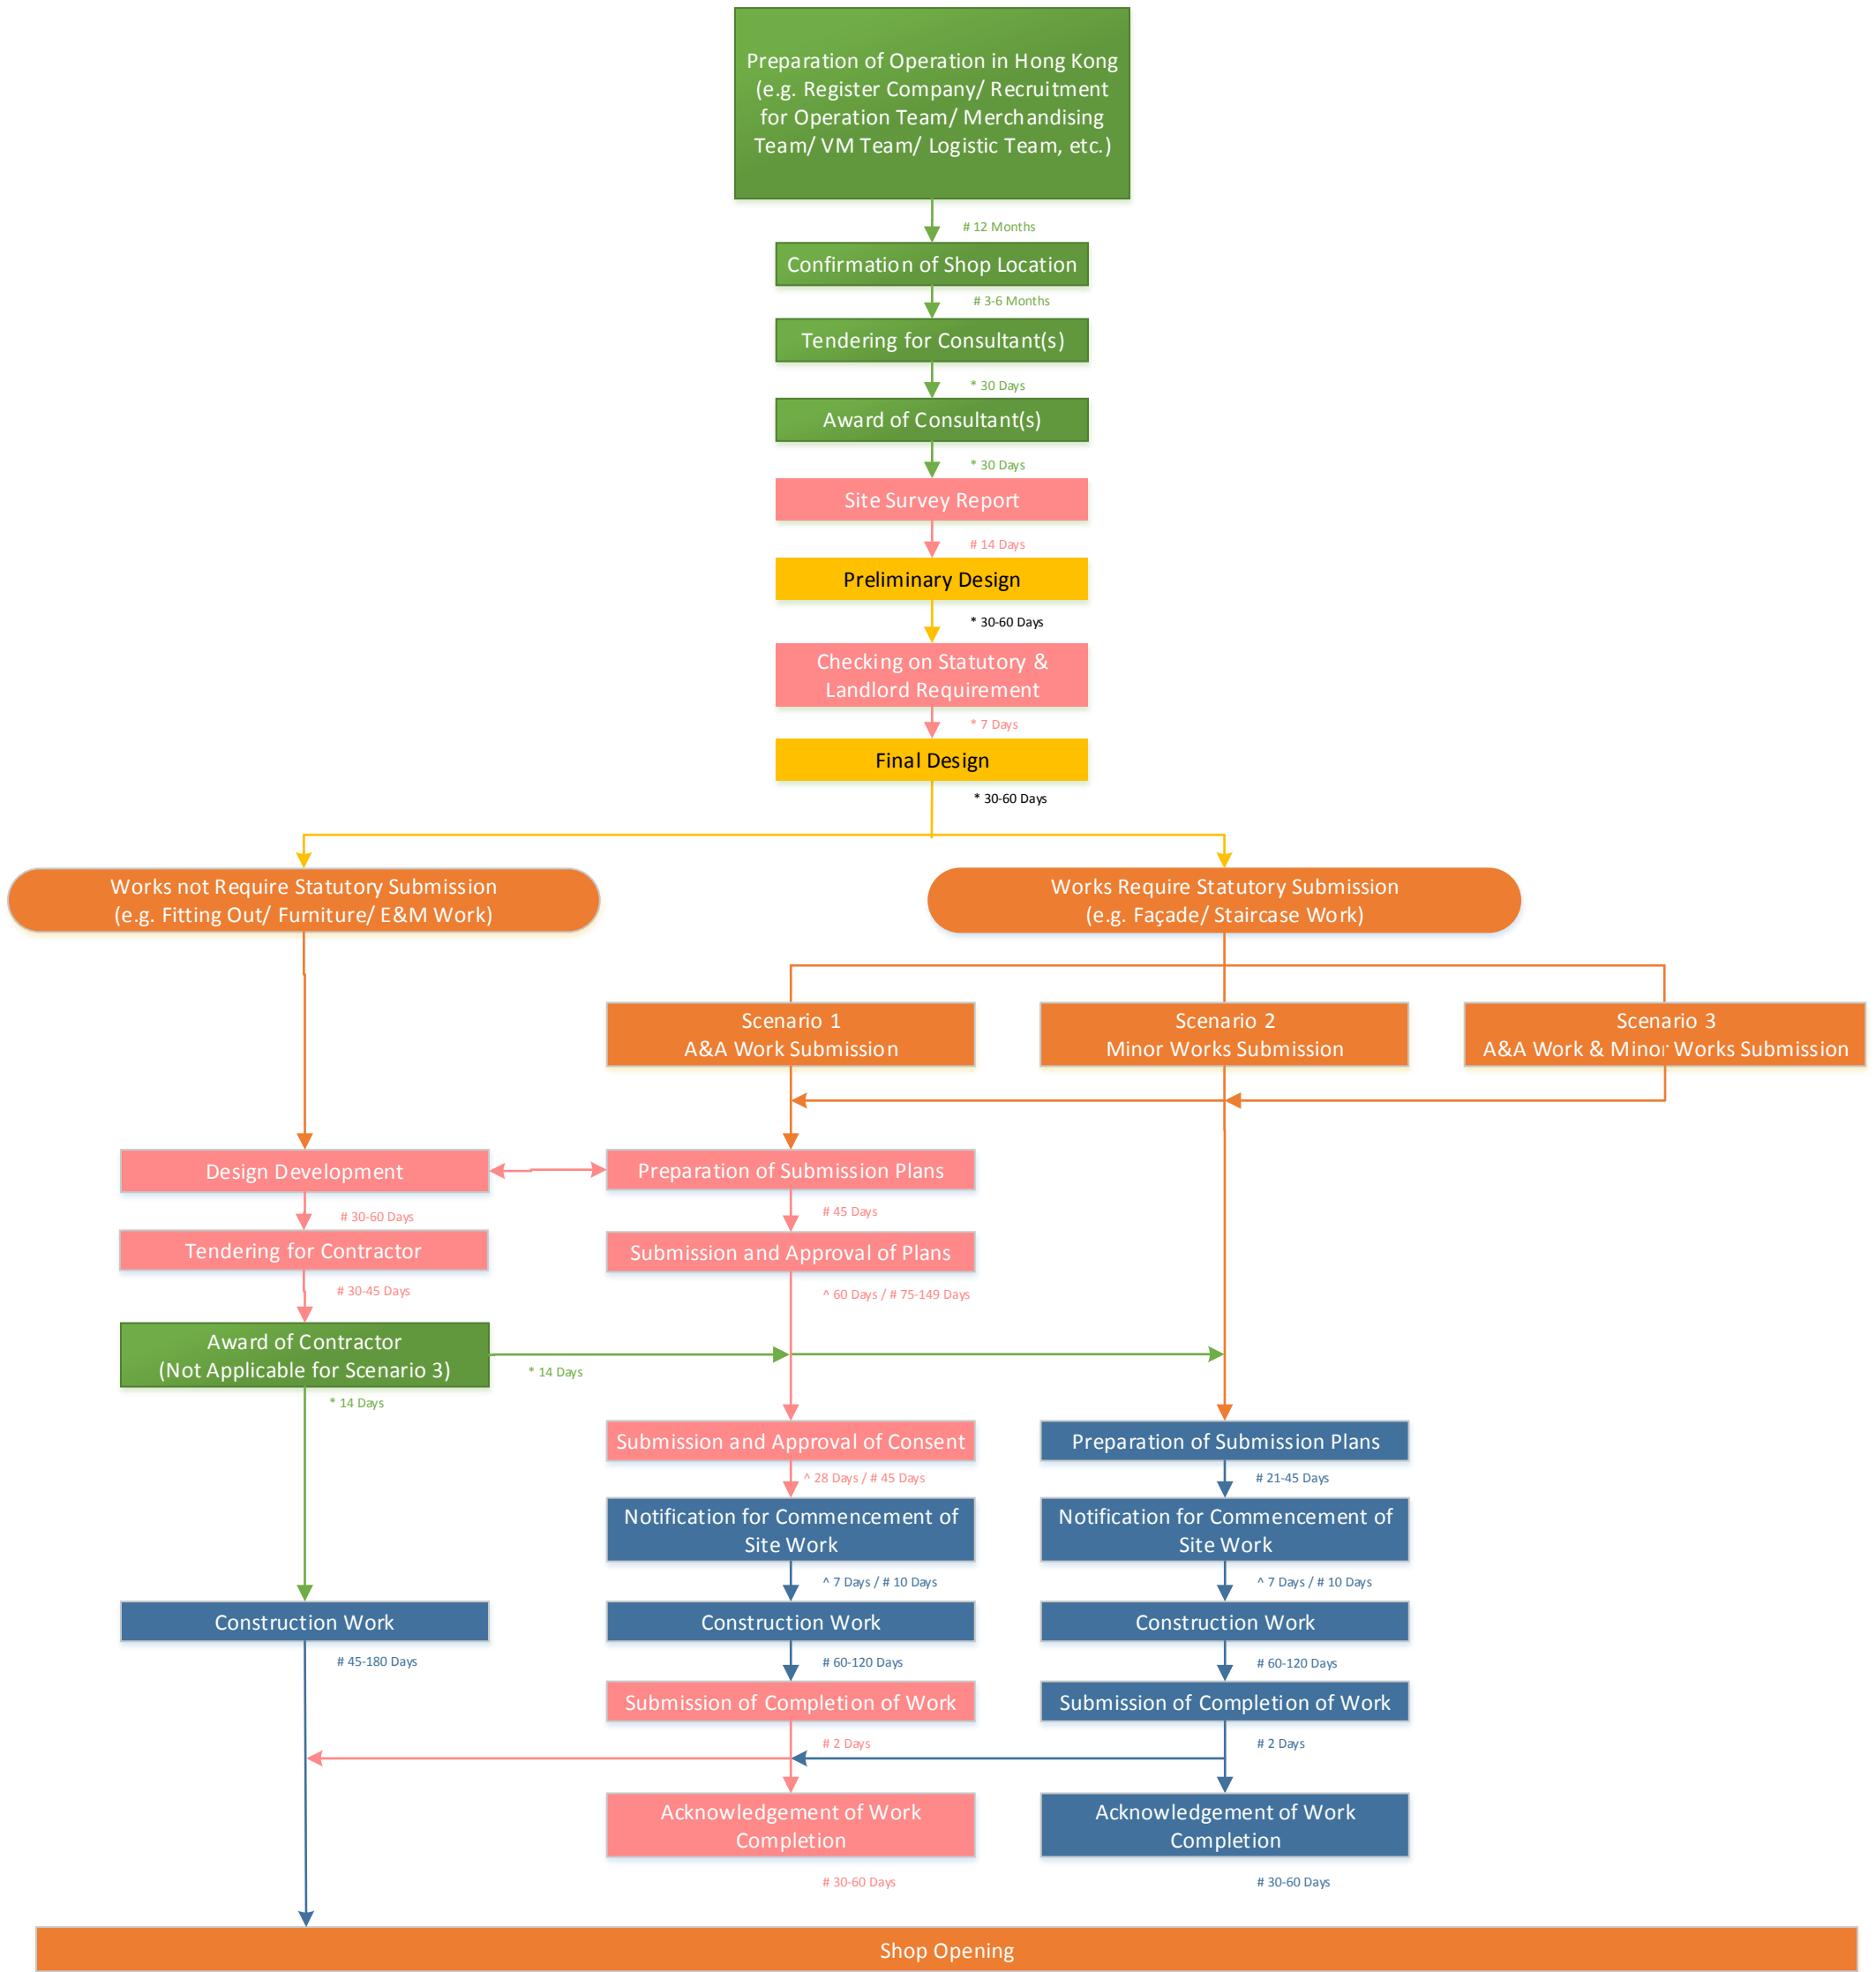 Preparation of Operation in Hong Kong
(e.g. Register Company/ Recruitment
for Operation Team/ Merchandising
Team/ VM Team/ Logistic Team, etc.)
# 12 Months
Confirmation of Shop Location
# 3-6 Months
Tendering for Consultant(s)
* 30 Days
Award of Consultant(s)
* 30 Days
Site Survey Report
# 14 Days
Preliminary Design
* 30-60 Days
Checking on Statutory &
Landlord Requirement
* 7 Days
Final Design
* 30-60 Days
Works not Require Statutory Submission
(e.g. Fitting Out/ Furniture/ E&M Work)
Works Require Statutory Submission
(e.g. Façade/ Staircase Work)
Scenario 1
A&A Work Submission
Scenario 2
Minor Works Submission
Scenario 3
A&A Work & Minor Works Submission
Design Development
Preparation of Submission Plans
# 30-60 Days
# 45 Days
Tendering for Contractor
Submission and Approval of Plans
# 30-45 Days
^ 60 Days / # 75-149 Days
Award of Contractor
(Not Applicable for Scenario 3)
* 14 Days
* 14 Days
Submission and Approval of Consent
Preparation of Submission Plans
^ 28 Days / # 45 Days
# 21-45 Days
Notification for Commencement of
Site Work
Notification for Commencement of
Site Work
^ 7 Days / # 10 Days
^ 7 Days / # 10 Days
Construction Work
Construction Work
Construction Work
# 45-180 Days
# 60-120 Days
# 60-120 Days
Submission of Completion of Work
Submission of Completion of Work
# 2 Days
# 2 Days
Acknowledgement of Work
Completion
Acknowledgement of Work
Completion
# 30-60 Days
# 30-60 Days
Shop Opening